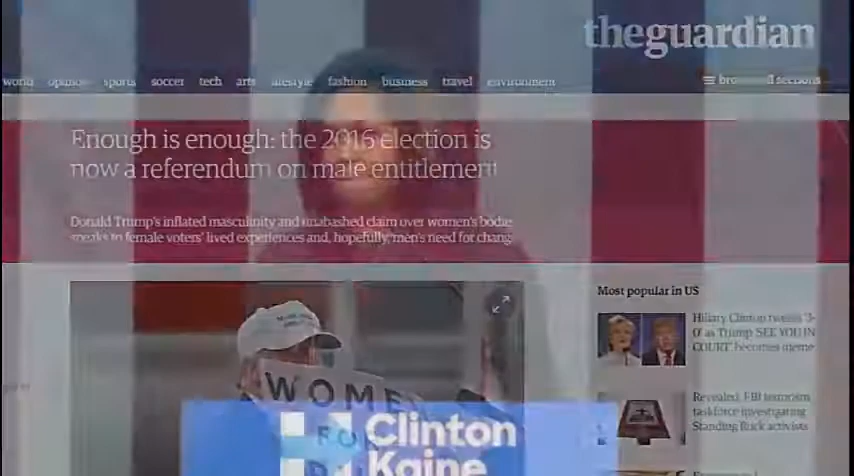 theguardian
world opinion sports soccer tech arts lifestyle fashion business travel environment
browse all sections
Enough is enough: the 2016 election is
now a referendum on male entitlement
Donald Trump's inflated masculinity and unabashed claim over women's bodies
speaks to female voters' lived experiences and, hopefully, men's need for change
Most popular in US
Hillary Clinton tweets '3-
0' as Trump 'SEE YOU IN
COURT' becomes meme
Revealed: FBI terrorism
taskforce investigating
Standing Rock activists
WOMEN
FOR
Clinton
Kaine